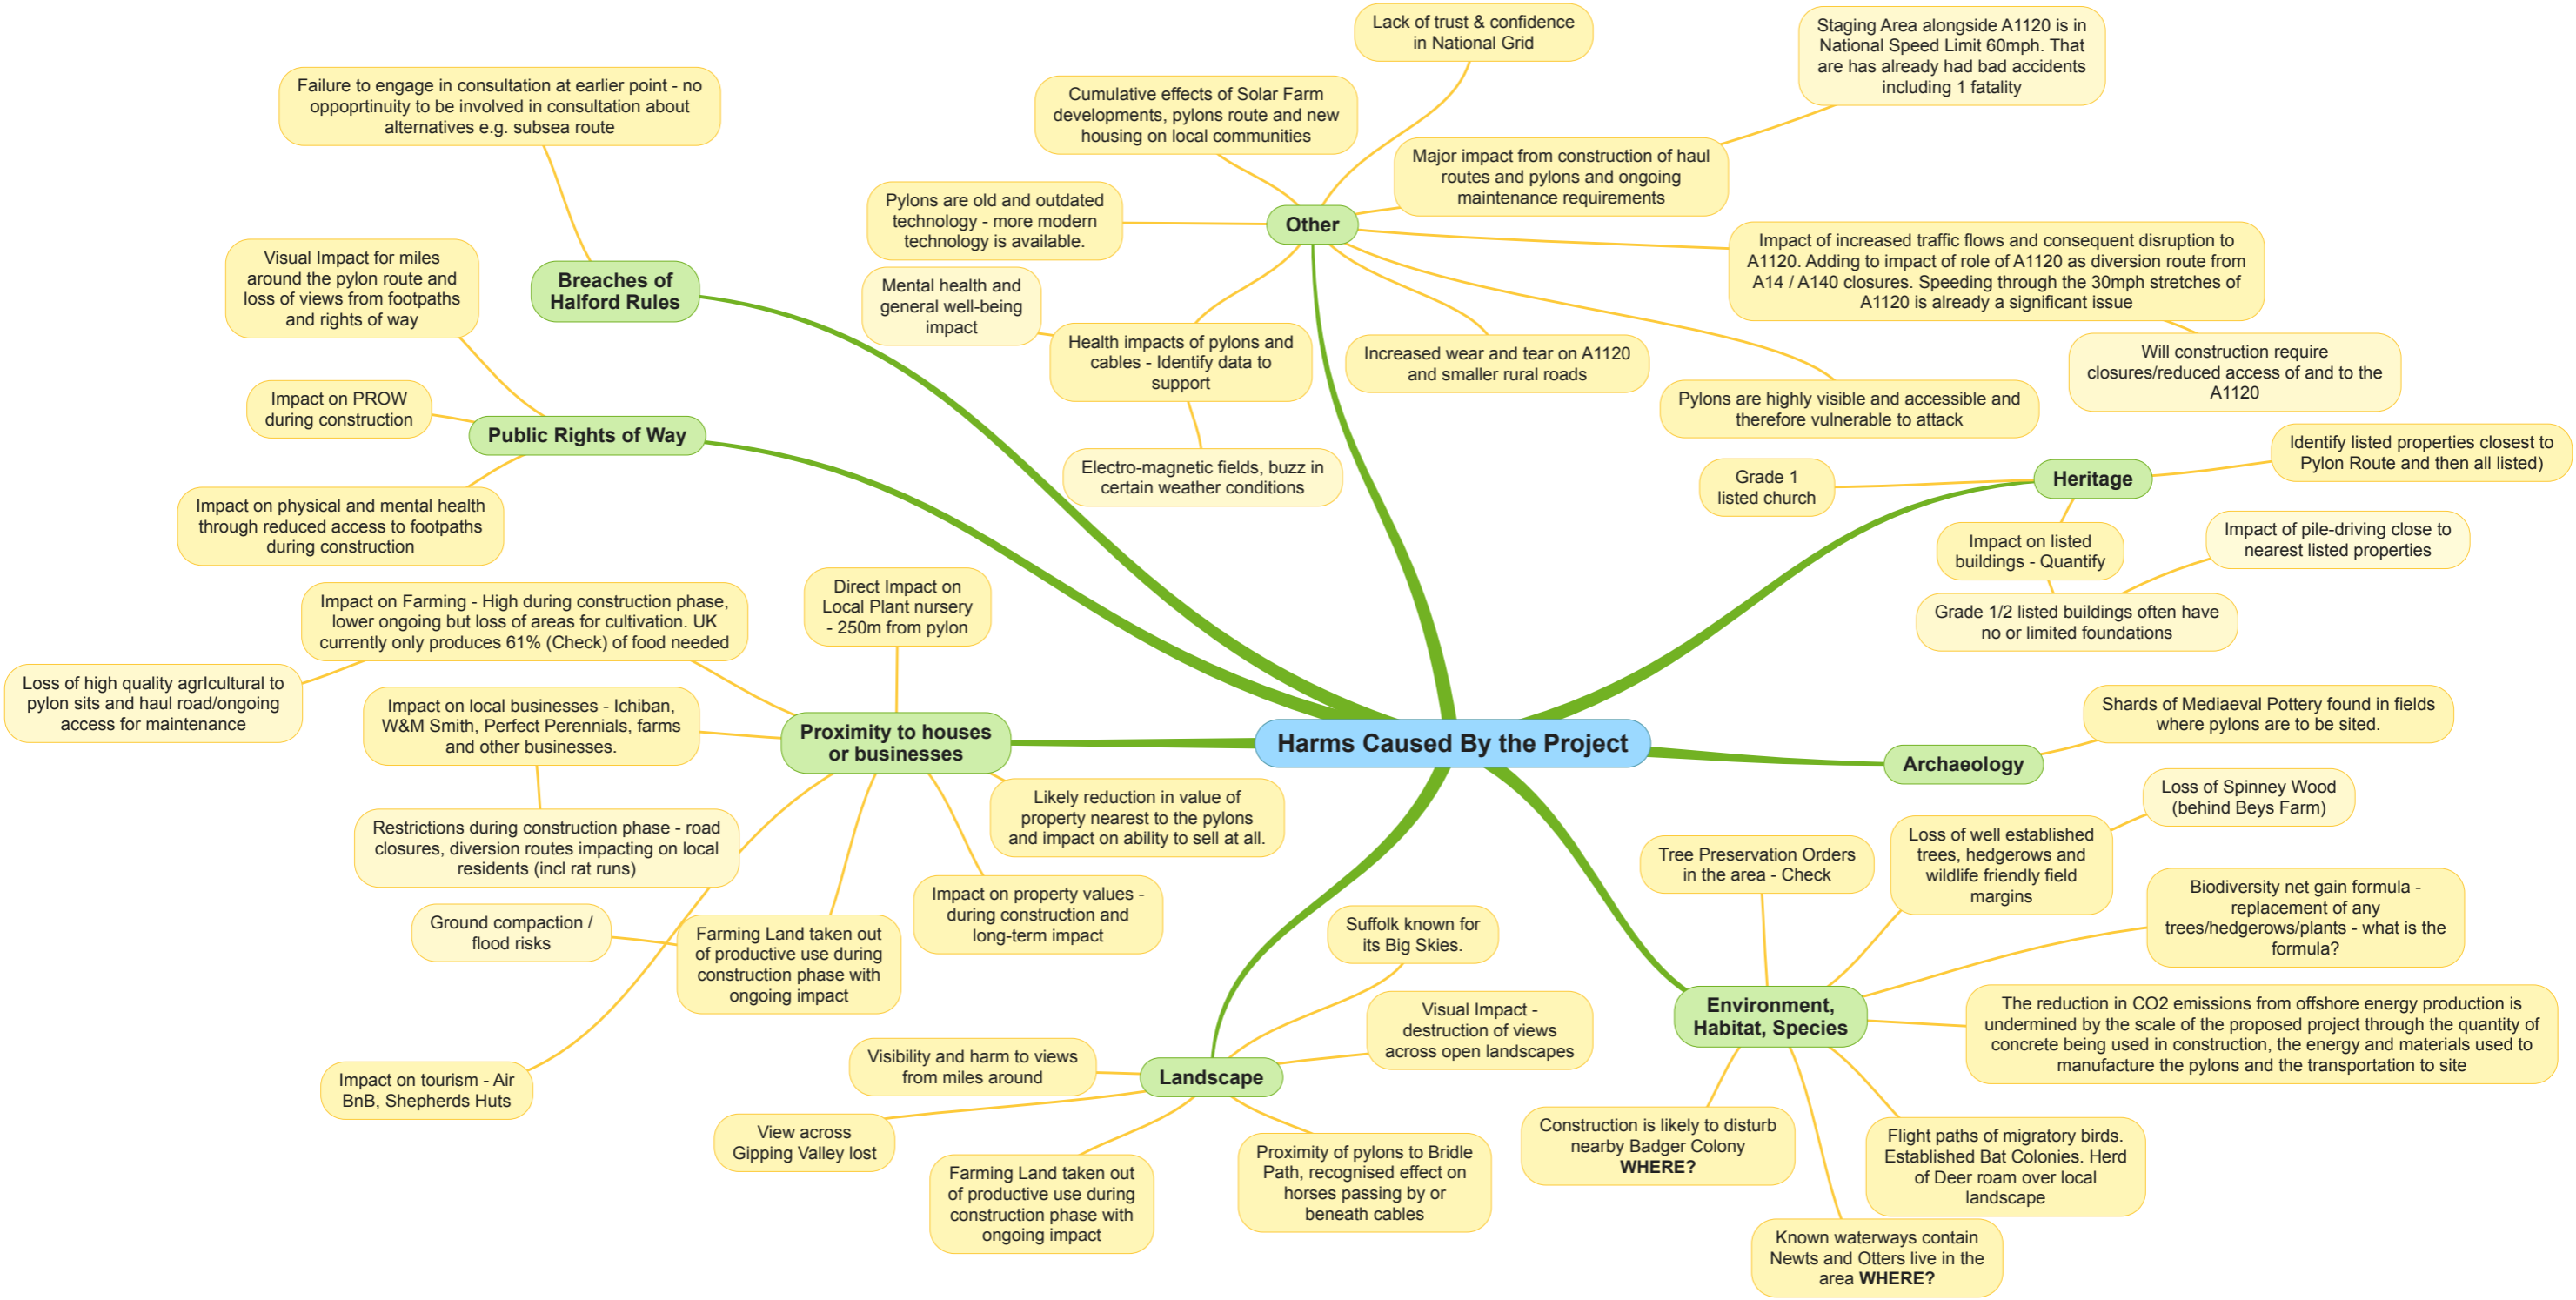 Lack of trust & confidence
in National Grid
Staging Area alongside A1120 is in
National Speed Limit 60mph. That
are has already had bad accidents
including 1 fatality
Failure to engage in consultation at earlier point - no
oppoprtinuity to be involved in consultation about
alternatives e.g. subsea route
Cumulative effects of Solar Farm
developments, pylons route and new
housing on local communities
Major impact from construction of haul
routes and pylons and ongoing
maintenance requirements
Pylons are old and outdated
technology - more modern
technology is available.
Other
Impact of increased traffic flows and consequent disruption to
A1120. Adding to impact of role of A1120 as diversion route from
A14 / A140 closures. Speeding through the 30mph stretches of
A1120 is already a significant issue
Visual Impact for miles
around the pylon route and
loss of views from footpaths
and rights of way
Breaches of
Halford Rules
Mental health and
general well-being
impact
Health impacts of pylons and
cables - Identify data to
support
Increased wear and tear on A1120
and smaller rural roads
Will construction require
closures/reduced access of and to the
A1120
Impact on PROW
during construction
Public Rights of Way
Pylons are highly visible and accessible and
therefore vulnerable to attack
Electro-magnetic fields, buzz in
certain weather conditions
Grade 1
listed church
Heritage
Identify listed properties closest to
Pylon Route and then all listed)
Impact on physical and mental health
through reduced access to footpaths
during construction
Impact on listed
buildings - Quantify
Impact of pile-driving close to
nearest listed properties
Grade 1/2 listed buildings often have
no or limited foundations
Impact on Farming - High during construction phase,
lower ongoing but loss of areas for cultivation. UK
currently only produces 61% (Check) of food needed
Direct Impact on
Local Plant nursery
- 250m from pylon
Loss of high quality agrIcultural to
pylon sits and haul road/ongoing
access for maintenance
Impact on local businesses - Ichiban,
W&M Smith, Perfect Perennials, farms
and other businesses.
Proximity to houses
or businesses
Harms Caused By the Project
Shards of Mediaeval Pottery found in fields
where pylons are to be sited.
Archaeology
Restrictions during construction phase - road
closures, diversion routes impacting on local
residents (incl rat runs)
Likely reduction in value of
property nearest to the pylons
and impact on ability to sell at all.
Loss of Spinney Wood
(behind Beys Farm)
Tree Preservation Orders
in the area - Check
Loss of well established
trees, hedgerows and
wildlife friendly field
margins
Ground compaction /
flood risks
Farming Land taken out
of productive use during
construction phase with
ongoing impact
Impact on property values -
during construction and
long-term impact
Biodiversity net gain formula -
replacement of any
trees/hedgerows/plants - what is the
formula?
Suffolk known for
its Big Skies.
Environment,
Habitat, Species
The reduction in CO2 emissions from offshore energy production is
undermined by the scale of the proposed project through the quantity of
concrete being used in construction, the energy and materials used to
manufacture the pylons and the transportation to site
Visual Impact -
destruction of views
across open landscapes
Visibility and harm to views
from miles around
Landscape
Impact on tourism - Air
BnB, Shepherds Huts
View across
Gipping Valley lost
Farming Land taken out
of productive use during
construction phase with
ongoing impact
Proximity of pylons to Bridle
Path, recognised effect on
horses passing by or
beneath cables
Construction is likely to disturb
nearby Badger Colony
WHERE?
Flight paths of migratory birds.
Established Bat Colonies. Herd
of Deer roam over local
landscape
Known waterways contain
Newts and Otters live in the
area WHERE?